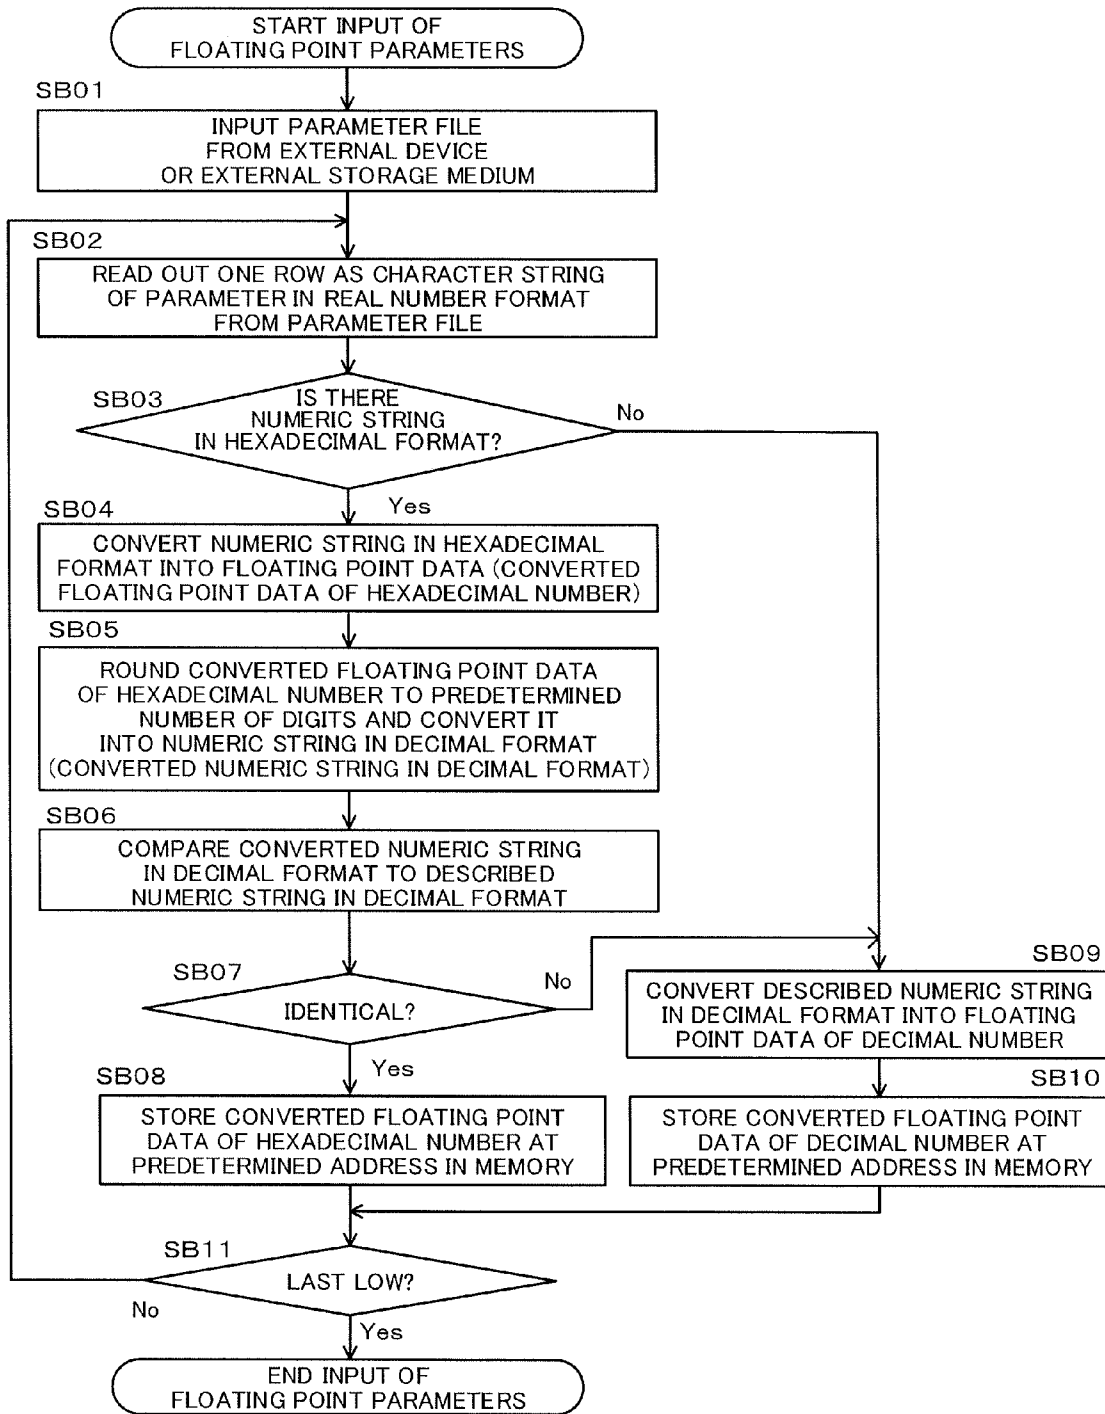 START INPUT OF
FLOATING POINT PARAMETERS
SB01
INPUT PARAMETER FILE
FROM EXTERNAL DEVICE
OR EXTERNAL STORAGE MEDIUM
SB02
READ OUT ONE ROW AS CHARACTER STRING
OF PARAMETER IN REAL NUMBER FORMAT
FROM PARAMETER FILE
SB03
IS THERE
NUMERIC STRING
IN HEXADECIMAL FORMAT?
No
Yes
SB04
CONVERT NUMERIC STRING IN HEXADECIMAL
FORMAT INTO FLOATING POINT DATA (CONVERTED
FLOATING POINT DATA OF HEXADECIMAL NUMBER)
SB05
ROUND CONVERTED FLOATING POINT DATA
OF HEXADECIMAL NUMBER TO PREDETERMINED
NUMBER OF DIGITS AND CONVERT IT
INTO NUMERIC STRING IN DECIMAL FORMAT
(CONVERTED NUMERIC STRING IN DECIMAL FORMAT)
SB06
COMPARE CONVERTED NUMERIC STRING
IN DECIMAL FORMAT TO DESCRIBED
NUMERIC STRING IN DECIMAL FORMAT
SB07
IDENTICAL?
No
Yes
SB09
CONVERT DESCRIBED NUMERIC STRING
IN DECIMAL FORMAT INTO FLOATING
POINT DATA OF DECIMAL NUMBER
SB08
STORE CONVERTED FLOATING POINT
DATA OF HEXADECIMAL NUMBER AT
PREDETERMINED ADDRESS IN MEMORY
SB10
STORE CONVERTED FLOATING POINT
DATA OF DECIMAL NUMBER AT
PREDETERMINED ADDRESS IN MEMORY
SB11
LAST LOW?
No
Yes
END INPUT OF
FLOATING POINT PARAMETERS